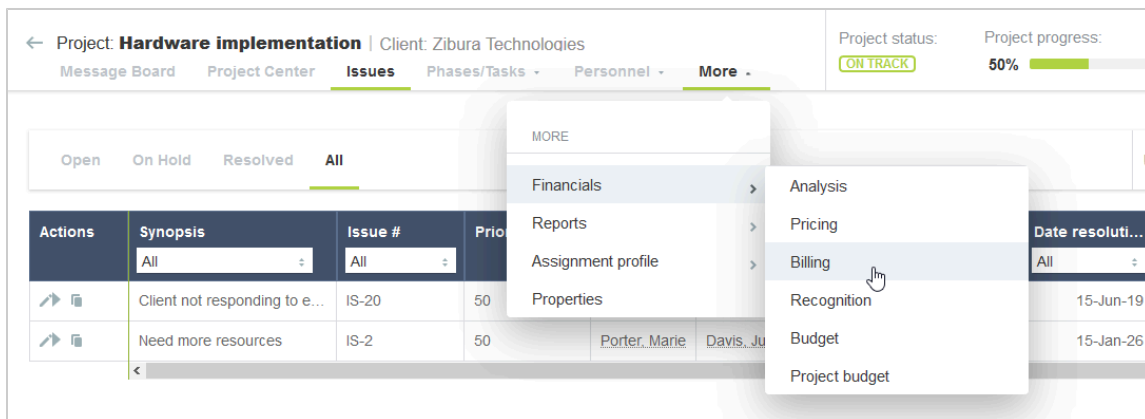 Project: Hardware implementation | Client: Zibura Technologies
Project status:
Project progress:
Message Board Project Center Issues Phases/Tasks Personnel More
ON TRACK
50%
MORE
Open On Hold Resolved All
Financials
Analysis
Reports
Pricing
Assignment profile
Billing
Properties
Recognition
Budget
Project budget
Actions Synopsis Issue # Prio Date resoluti...
All All All
Client not responding to e... IS-20 50 15-Jun-19
Need more resources IS-2 50 Porter, Marie Davis, Ju 15-Jan-26